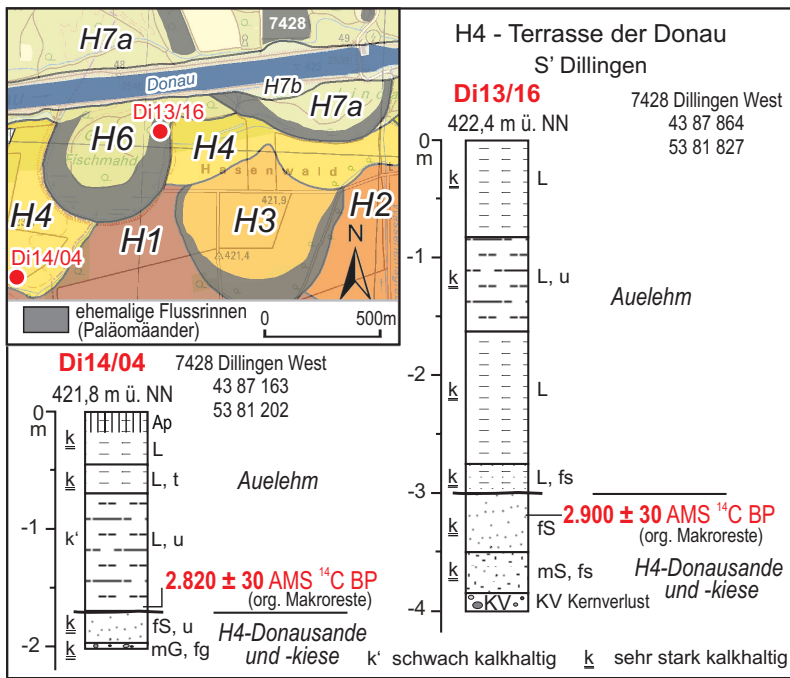 7428
H7a
Donau
H7b
Di13/16
H7a
H6
H4
Fischmahd
Hasenwald
H4
H3
421,9
H2
H1
N
Di14/04
421,4
ehemalige Flussrinnen
(Paläomäander)
0 500m
H4 - Terrasse der Donau
S' Dillingen
Di13/16
7428 Dillingen West
422,4 m ü. NN
43 87 864
53 81 827
0
m
k L
-1
k L, u
Auelehm
-2
k L
k L, fs
-3
2.900 ± 30 AMS ¹⁴C BP
k fS
(org. Makroreste)
k mS, fs
H4-Donausande
und -kiese
KV KV Kernverlust
-4
Di14/04
7428 Dillingen West
43 87 163
421,8 m ü. NN
53 81 202
0
m
Ap
k L
k L, t
Auelehm
-1
k' L, u
2.820 ± 30 AMS ¹⁴C BP
(org. Makroreste)
k fS, u
H4-Donausande
und -kiese
-2
k mG, fg
k' schwach kalkhaltig k sehr stark kalkhaltig